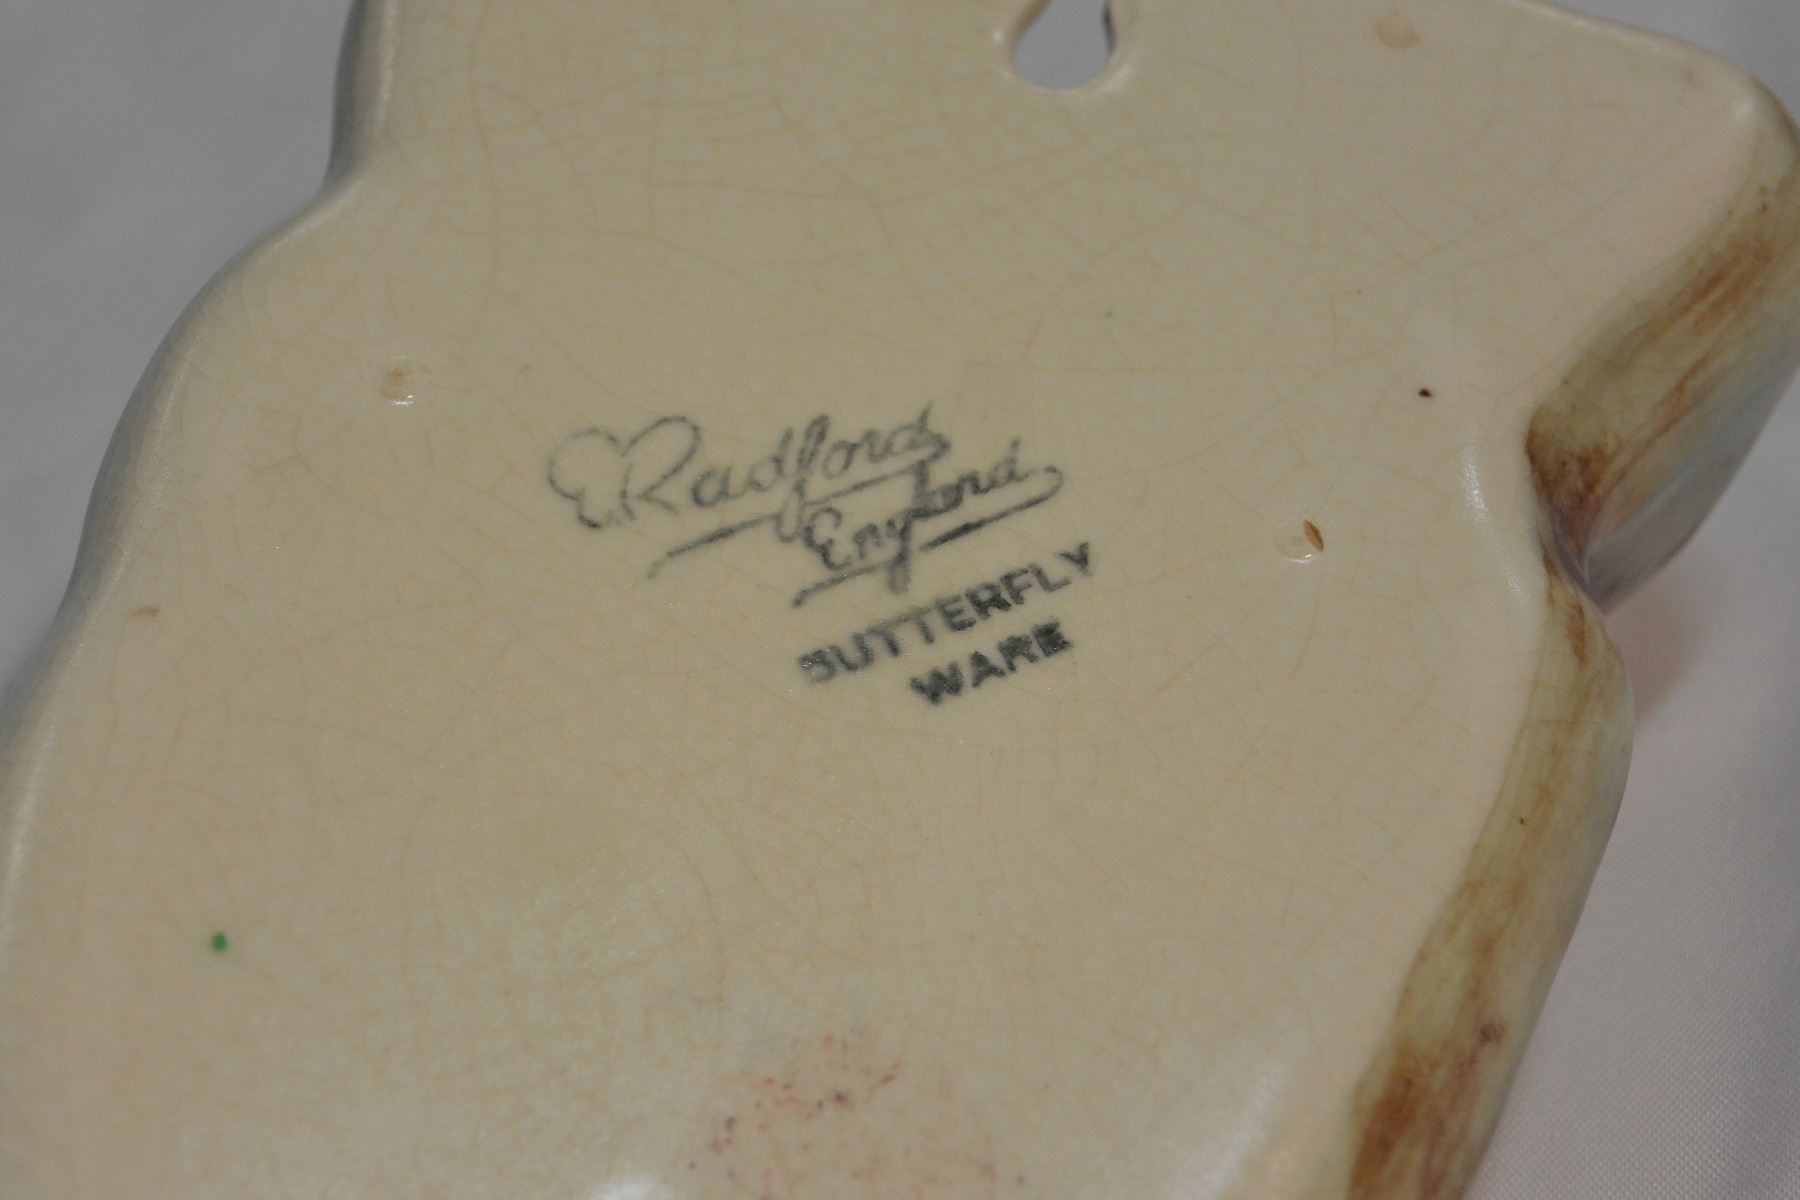 E. Radford
England
BUTTERFLY
WARE